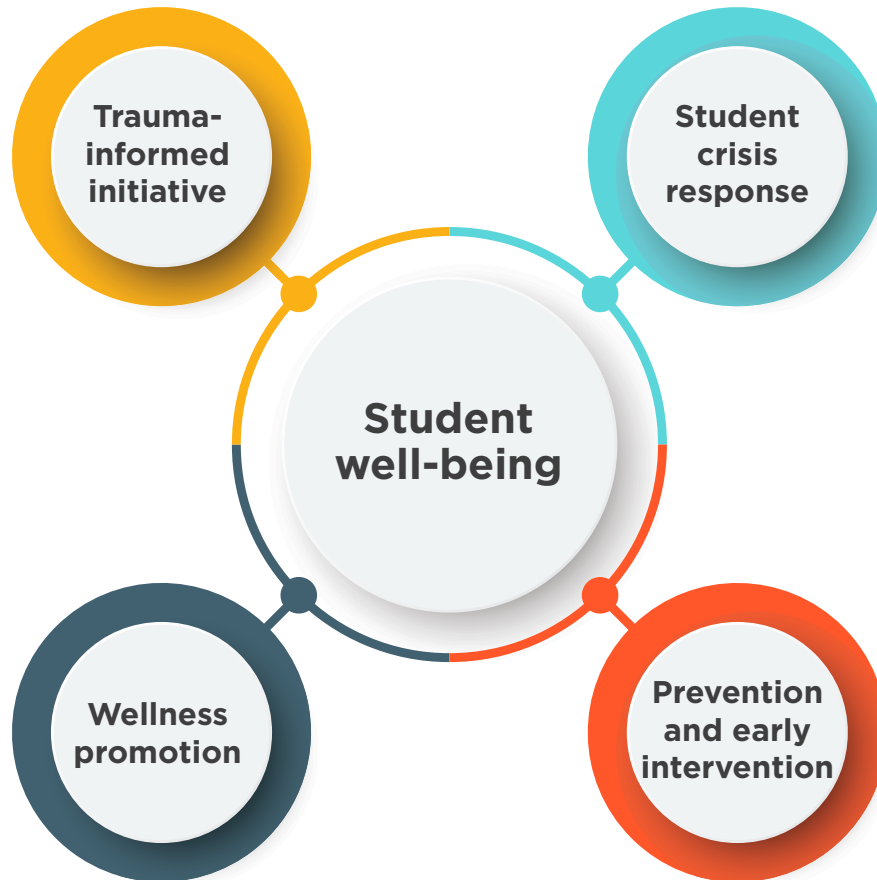 Trauma-
informed
initiative
Student
crisis
response
Student
well-being
Wellness
promotion
Prevention
and early
intervention